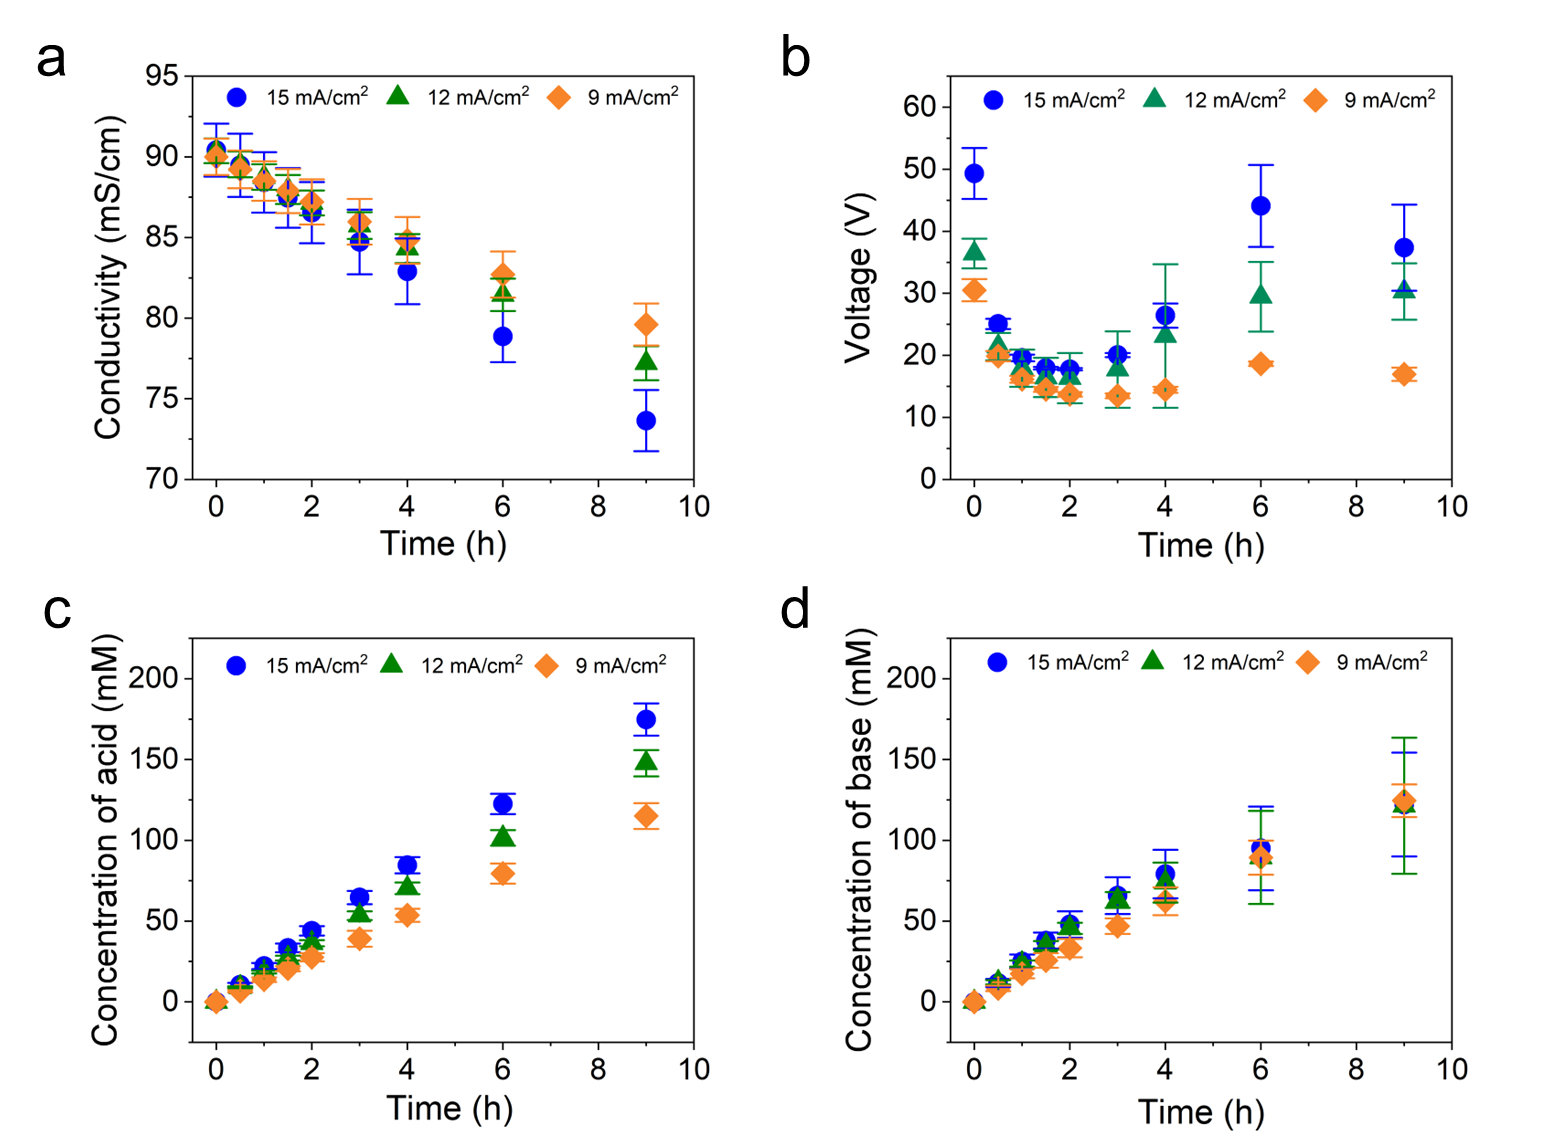 a
95
90
85
80
75
70
Conductivity (mS/cm)
15 mA/cm² 12 mA/cm² 9 mA/cm²
0 2 4 6 8 10
Time (h)
b
60
50
40
30
20
10
0
Voltage (V)
15 mA/cm² 12 mA/cm² 9 mA/cm²
0 2 4 6 8 10
Time (h)
c
200
150
100
50
0
Concentration of acid (mM)
15 mA/cm² 12 mA/cm² 9 mA/cm²
0 2 4 6 8 10
Time (h)
d
200
150
100
50
0
Concentration of base (mM)
15 mA/cm² 12 mA/cm² 9 mA/cm²
0 2 4 6 8 10
Time (h)